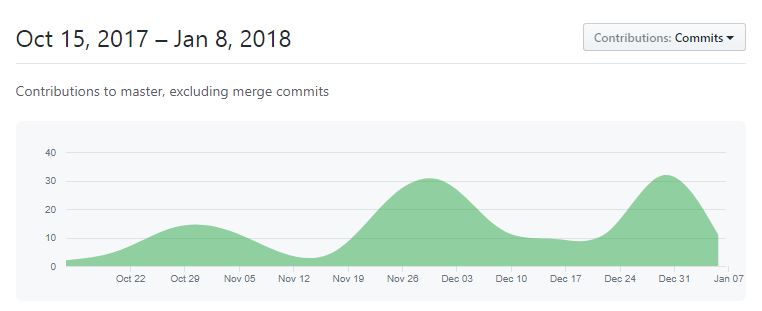 Oct 15, 2017 – Jan 8, 2018
Contributions: Commits
Contributions to master, excluding merge commits
40
30
20
10
0
Oct 22 Oct 29 Nov 05 Nov 12 Nov 19 Nov 26 Dec 03 Dec 10 Dec 17 Dec 24 Dec 31 Jan 07